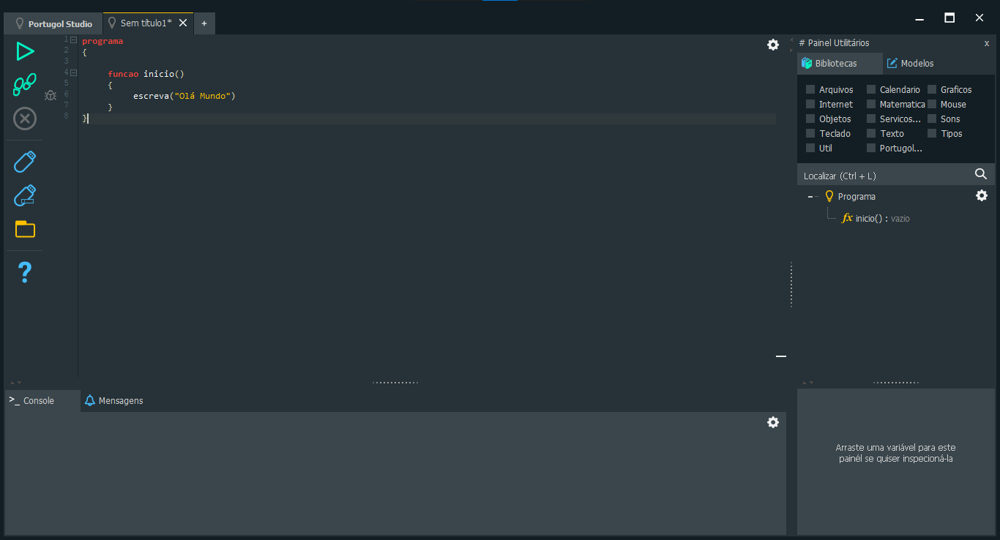 Portugol Studio
Sem título1*
+
# Painel Utilitários
x
Bibliotecas
Modelos
1 programa
2 {
3
4 funcao inicio()
5 {
6 escreva("Olá Mundo")
7 }
8 }
Arquivos Calendario Graficos
Internet Matematica Mouse
Objetos Servicos... Sons
Teclado Texto Tipos
Util Portugol...
Localizar (Ctrl + L)
Programa
fx inicio() : vazio
?
>_ Console
Mensagens
Arraste uma variável para este
painél se quiser inspecioná-la